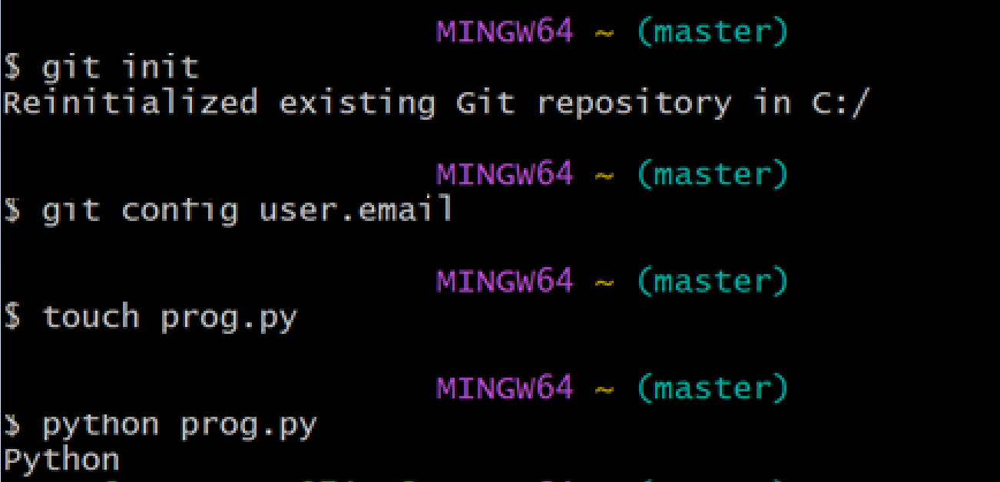 MINGW64 ~ (master)
$ git init
Reinitialized existing Git repository in C:/
MINGW64 ~ (master)
$ git config user.email
MINGW64 ~ (master)
$ touch prog.py
MINGW64 ~ (master)
$ python prog.py
Python